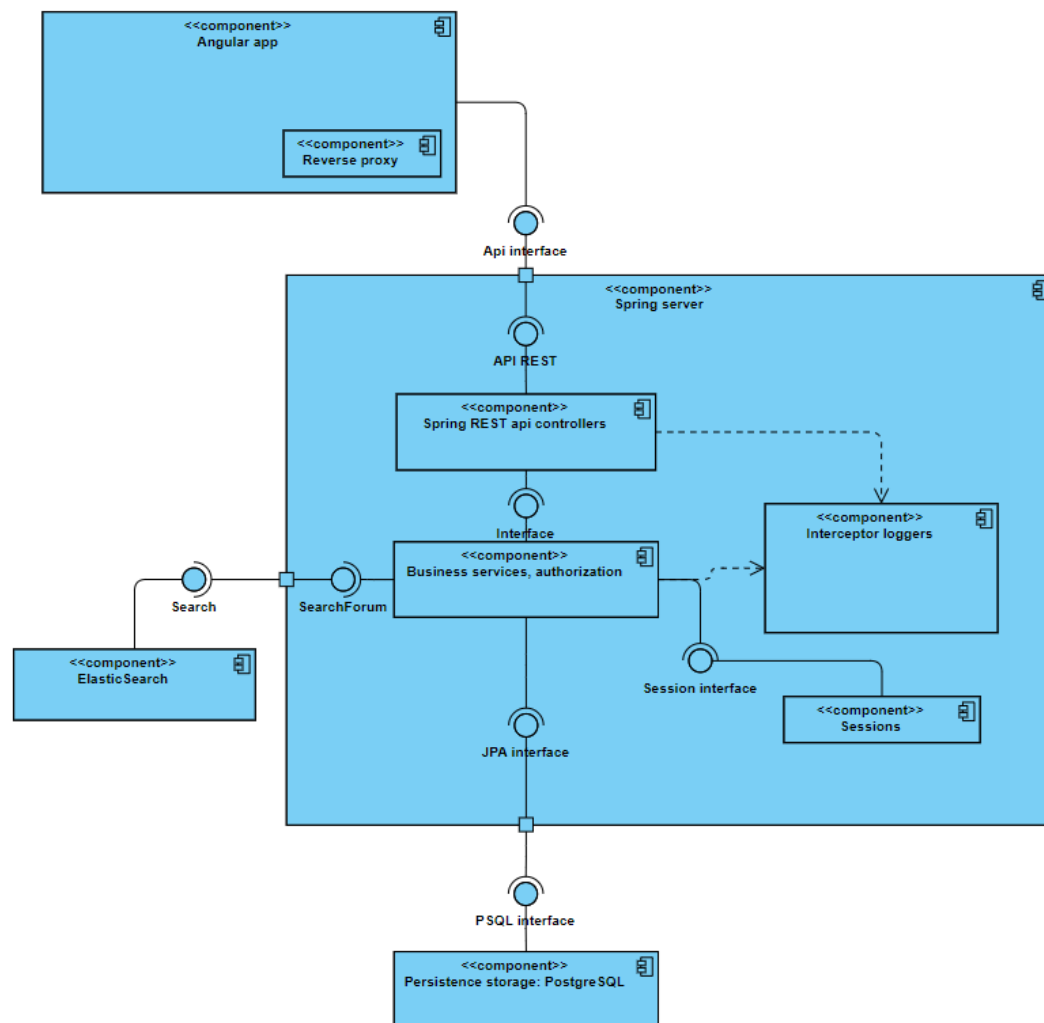 <<component>>
Angular app
<<component>>
Reverse proxy
Api interface
<<component>>
Spring server
API REST
<<component>>
Spring REST api controllers
<<component>>
Interceptor loggers
Interface
<<component>>
Business services, authorization
Search
SearchForum
<<component>>
ElasticSearch
Session interface
<<component>>
Sessions
JPA interface
PSQL interface
<<component>>
Persistence storage: PostgreSQL